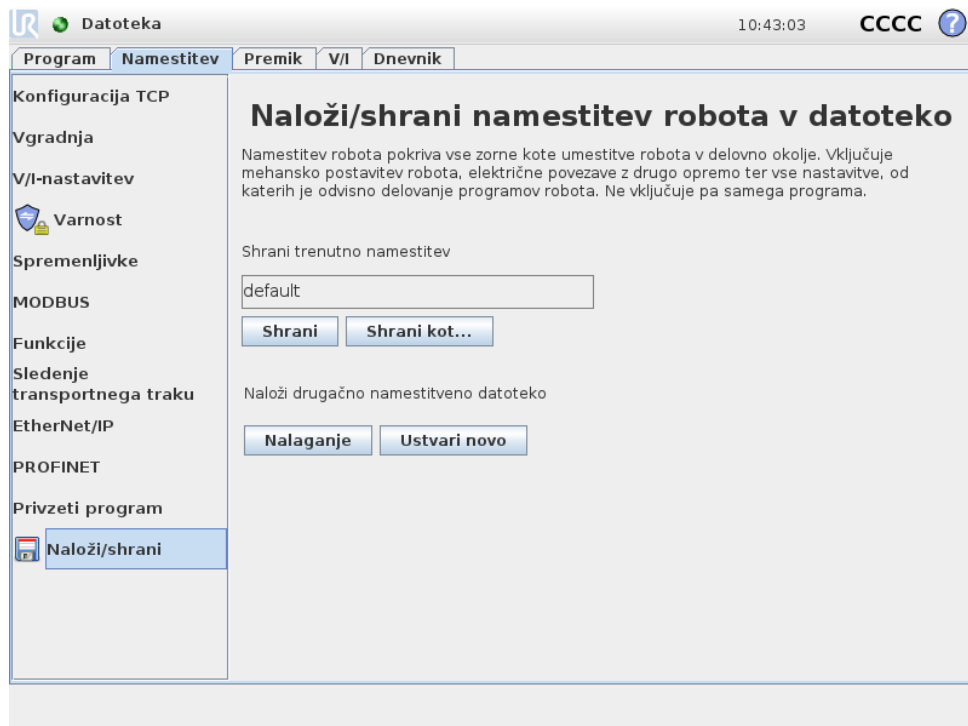 UR Datoteka 10:43:03 CCCC ?
Program Namestitev Premik V/I Dnevnik
Konfiguracija TCP
Vgradnja
V/I-nastavitev
Varnost
Spremenljivke
MODBUS
Funkcije
Sledenje
transportnega traku
EtherNet/IP
PROFINET
Privzeti program
Naloži/shrani
Naloži/shrani namestitev robota v datoteko
Namestitev robota pokriva vse zorne kote umestitve robota v delovno okolje. Vključuje
mehansko postavitev robota, električne povezave z drugo opremo ter vse nastavitve, od
katerih je odvisno delovanje programov robota. Ne vključuje pa samega programa.
Shrani trenutno namestitev
default
Shrani Shrani kot...
Naloži drugačno namestitveno datoteko
Nalaganje Ustvari novo